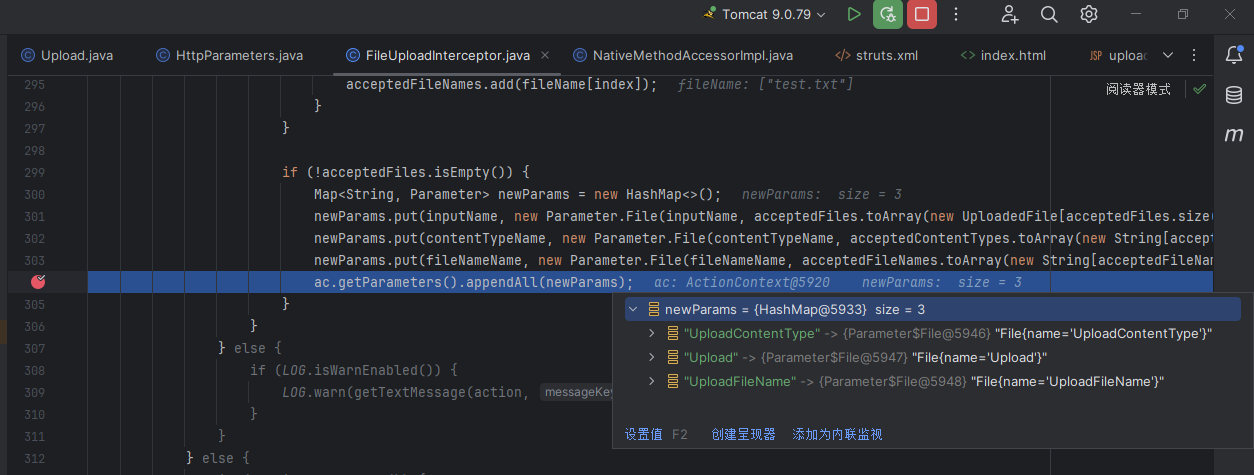 Tomcat 9.0.79
Upload.java HttpParameters.java FileUploadInterceptor.java NativeMethodAccessorImpl.java struts.xml index.html JSP upload
阅读器模式
295 acceptedFileNames.add(fileName[index]); fileName: ["test.txt"]
296 }
297 }
298
299 if (!acceptedFiles.isEmpty()) {
300 Map<String, Parameter> newParams = new HashMap<>(); newParams: size = 3
301 newParams.put(inputName, new Parameter.File(inputName, acceptedFiles.toArray(new UploadedFile[acceptedFiles.size(
302 newParams.put(contentTypeName, new Parameter.File(contentTypeName, acceptedContentTypes.toArray(new String[accept
303 newParams.put(fileNameName, new Parameter.File(fileNameName, acceptedFileNames.toArray(new String[acceptedFileNam
ac.getParameters().appendAll(newParams); ac: ActionContext@5920 newParams: size = 3
305 }
306 }
307 } else {
308 if (LOG.isWarnEnabled()) {
309 LOG.warn(getTextMessage(action, messageKey
310 }
311 }
312 } else {
newParams = {HashMap@5933} size = 3
"UploadContentType" -> {Parameter$File@5946} "File{name='UploadContentType'}"
"Upload" -> {Parameter$File@5947} "File{name='Upload'}"
"UploadFileName" -> {Parameter$File@5948} "File{name='UploadFileName'}"
设置值 F2 创建呈现器 添加为内联监视
m